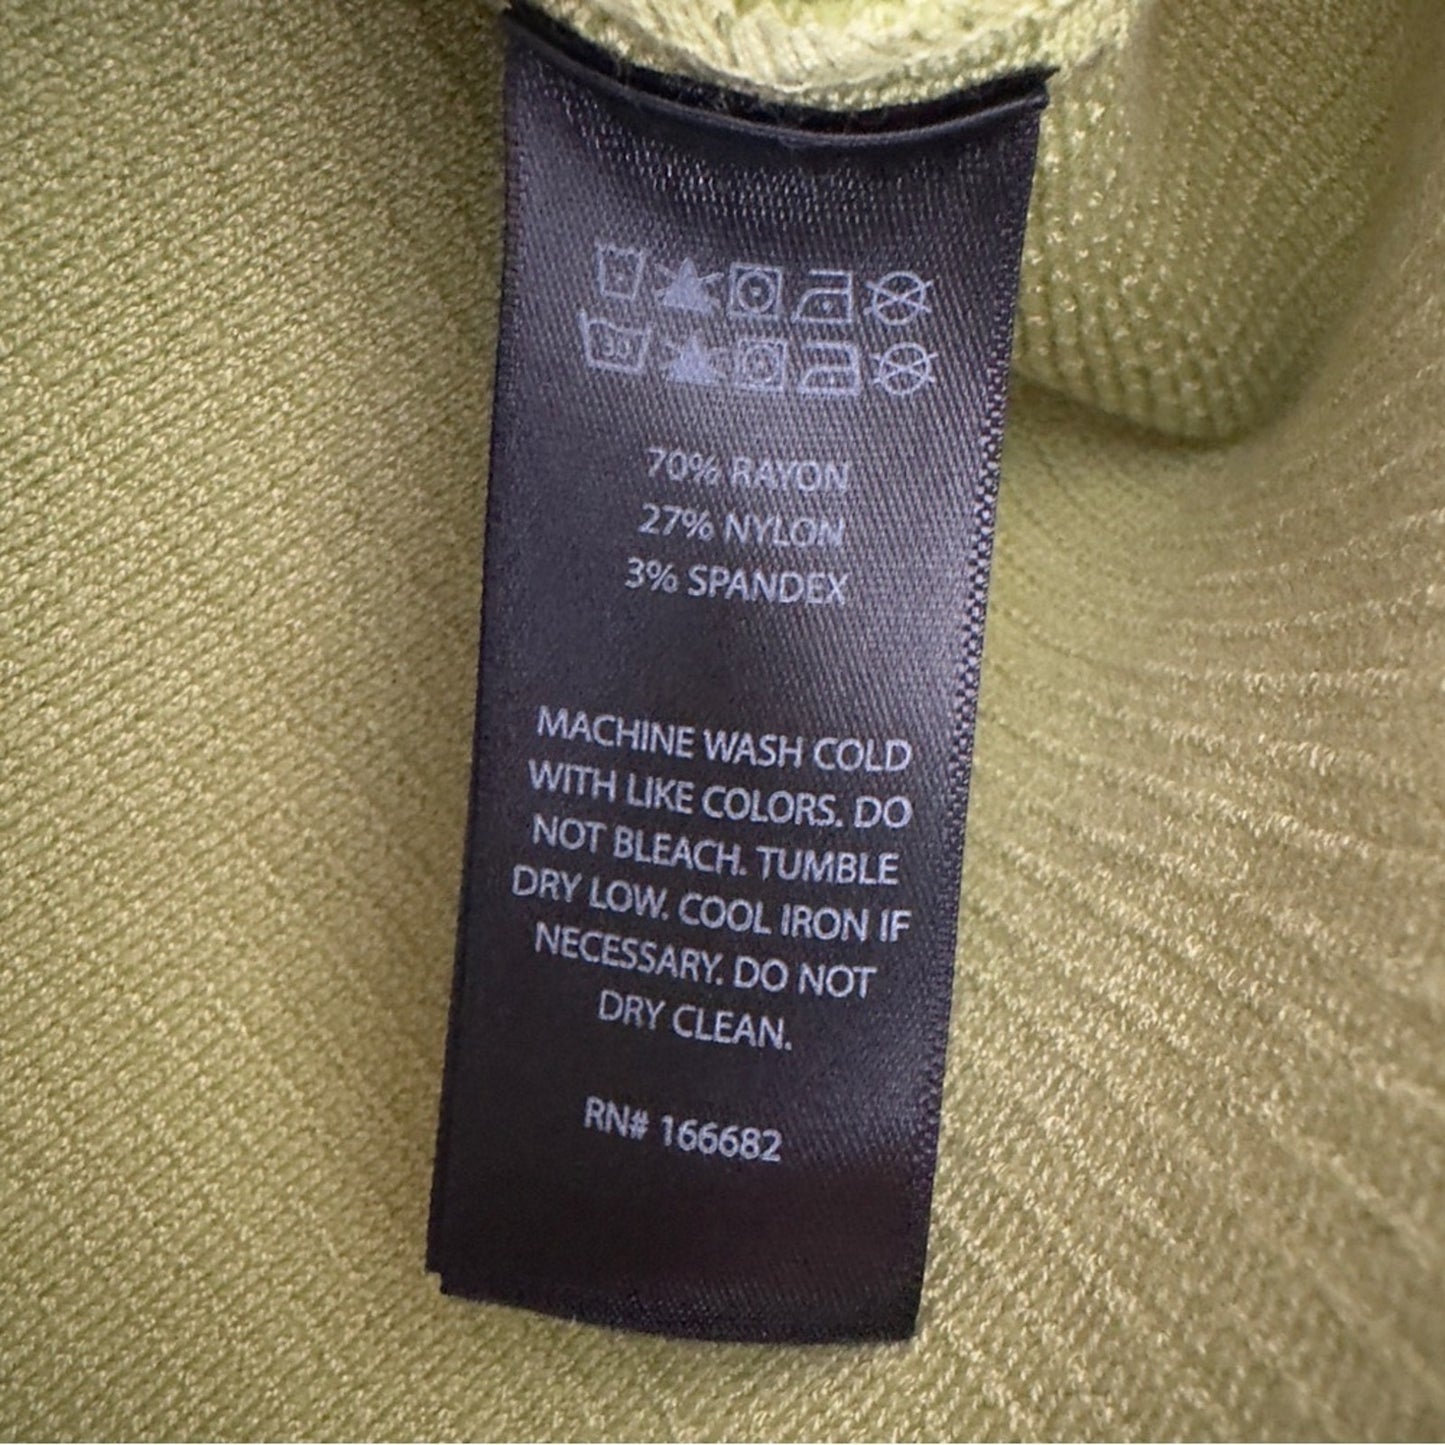 30
70% RAYON
27% NYLON
3% SPANDEX
MACHINE WASH COLD
WITH LIKE COLORS. DO
NOT BLEACH. TUMBLE
DRY LOW. COOL IRON IF
NECESSARY. DO NOT
DRY CLEAN.
RN# 166682